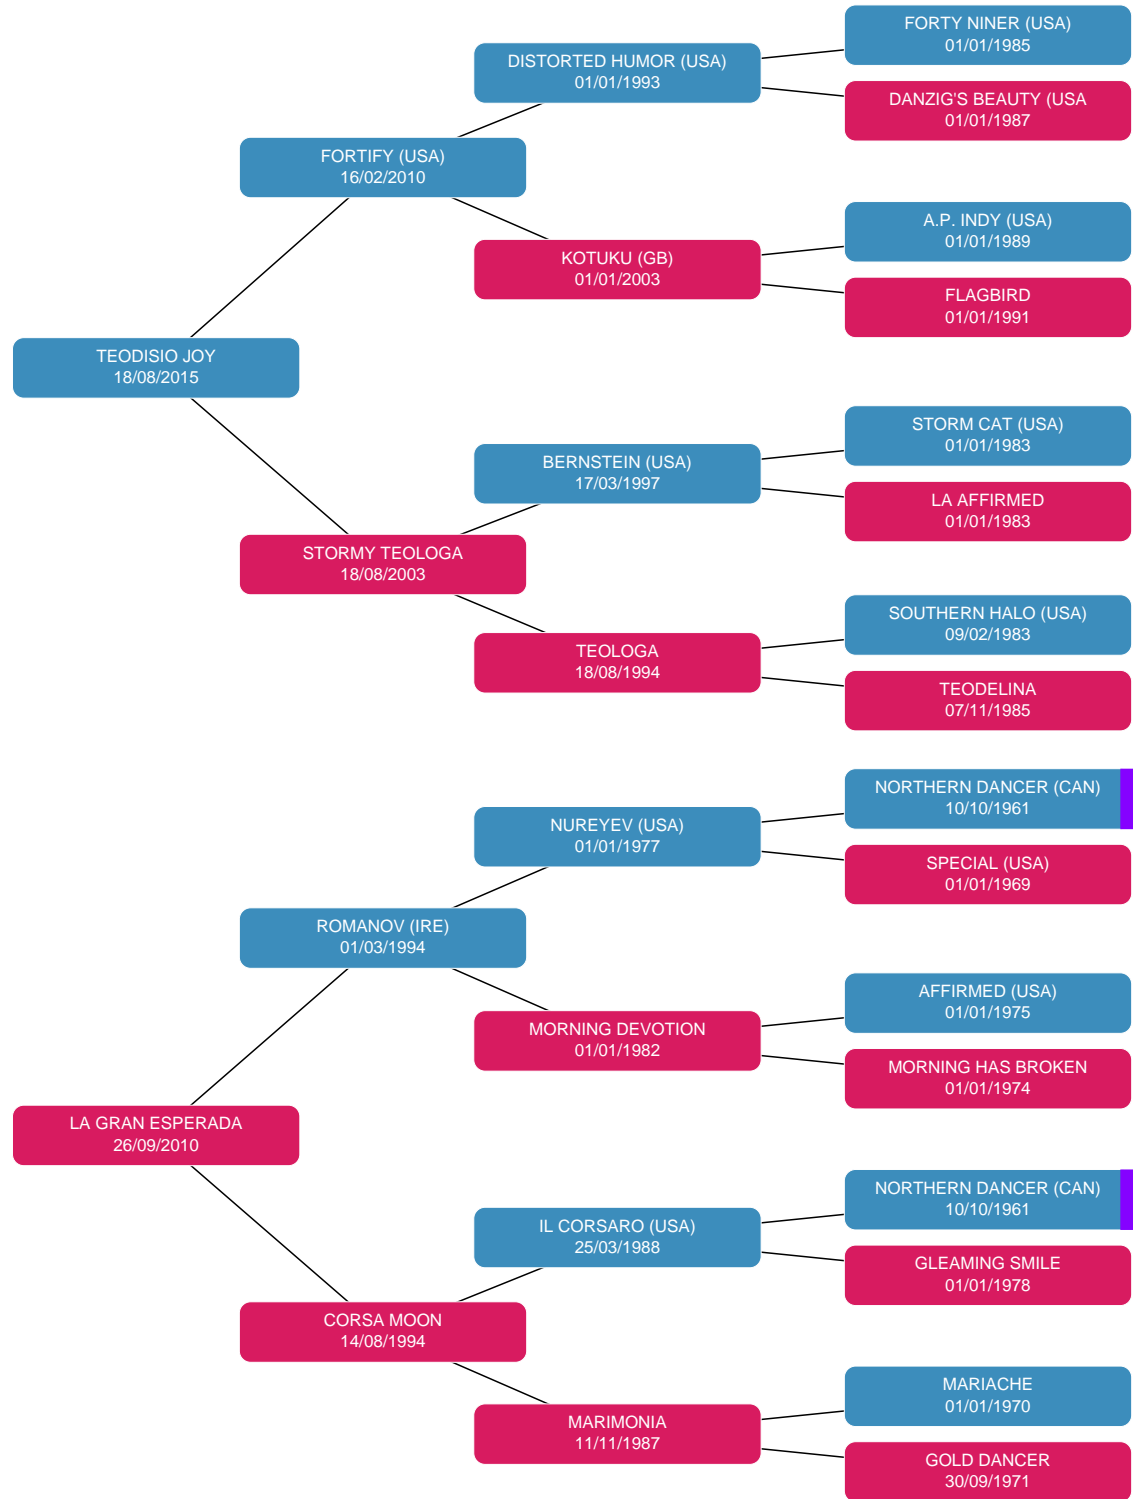 FORTY NINER (USA)
01/01/1985
DISTORTED HUMOR (USA)
01/01/1993
DANZIG'S BEAUTY (USA
01/01/1987
FORTIFY (USA)
16/02/2010
A.P. INDY (USA)
01/01/1989
KOTUKU (GB)
01/01/2003
FLAGBIRD
01/01/1991
TEODISIO JOY
18/08/2015
STORM CAT (USA)
01/01/1983
BERNSTEIN (USA)
17/03/1997
LA AFFIRMED
01/01/1983
STORMY TEOLOGA
18/08/2003
SOUTHERN HALO (USA)
09/02/1983
TEOLOGA
18/08/1994
TEODELINA
07/11/1985
NORTHERN DANCER (CAN)
10/10/1961
NUREYEV (USA)
01/01/1977
SPECIAL (USA)
01/01/1969
ROMANOV (IRE)
01/03/1994
AFFIRMED (USA)
01/01/1975
MORNING DEVOTION
01/01/1982
MORNING HAS BROKEN
01/01/1974
LA GRAN ESPERADA
26/09/2010
NORTHERN DANCER (CAN)
10/10/1961
IL CORSARO (USA)
25/03/1988
GLEAMING SMILE
01/01/1978
CORSA MOON
14/08/1994
MARIACHE
01/01/1970
MARIMONIA
11/11/1987
GOLD DANCER
30/09/1971